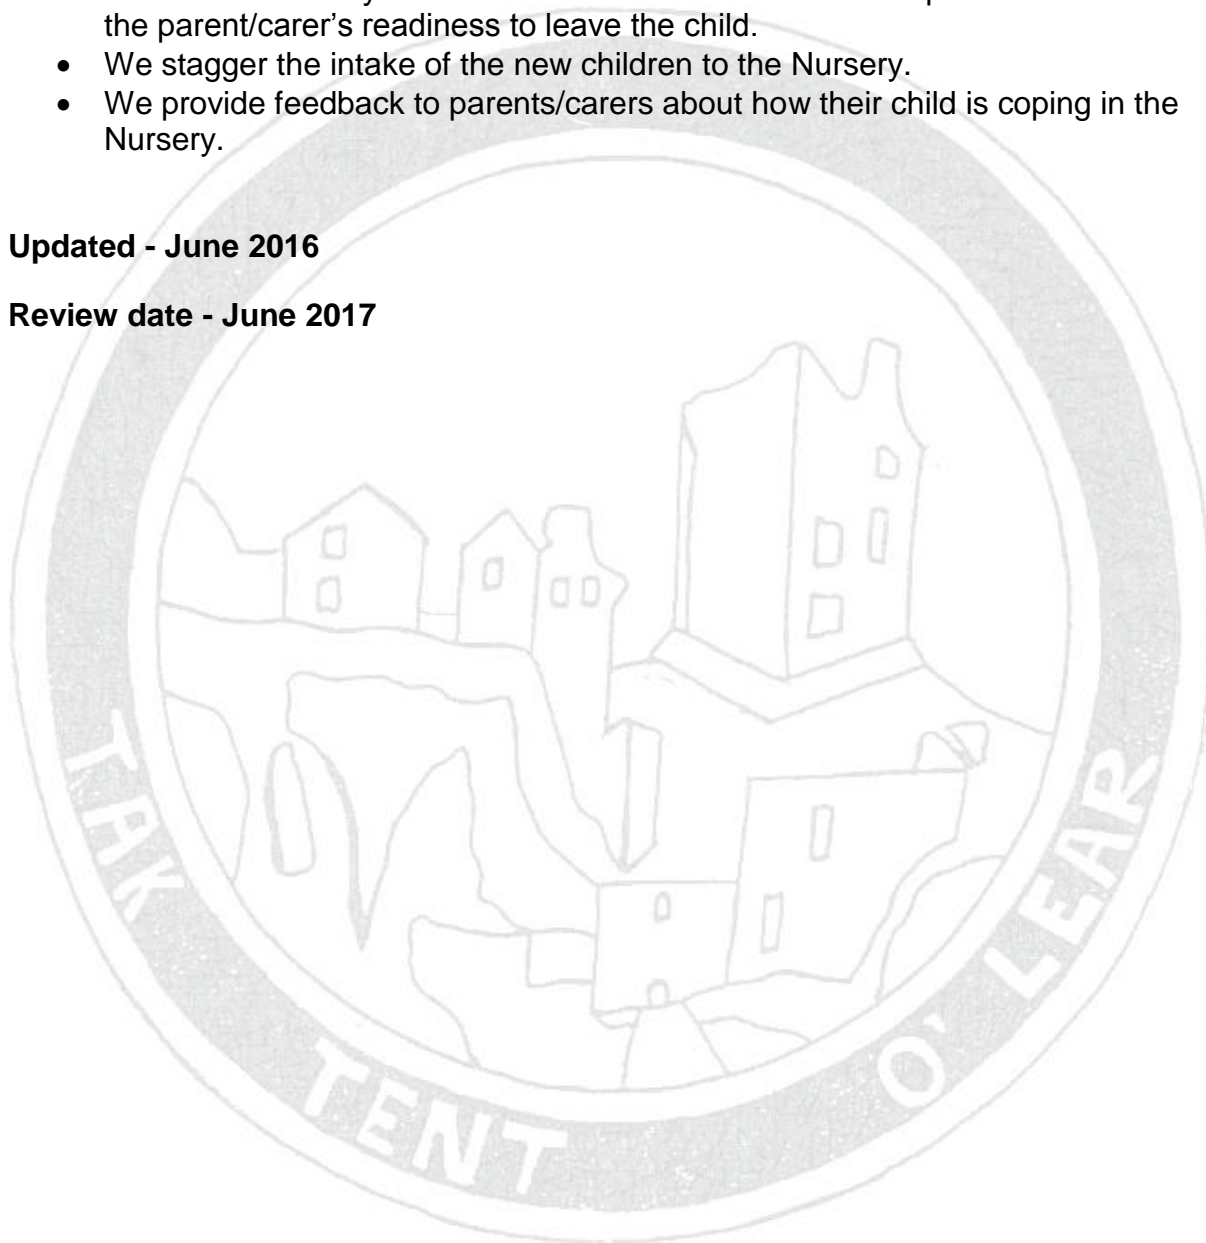 the parent/carer’s readiness to leave the child.
• We stagger the intake of the new children to the Nursery.
• We provide feedback to parents/carers about how their child is coping in the
Nursery.
Updated - June 2016
Review date - June 2017
TAK TENT O' LEAR